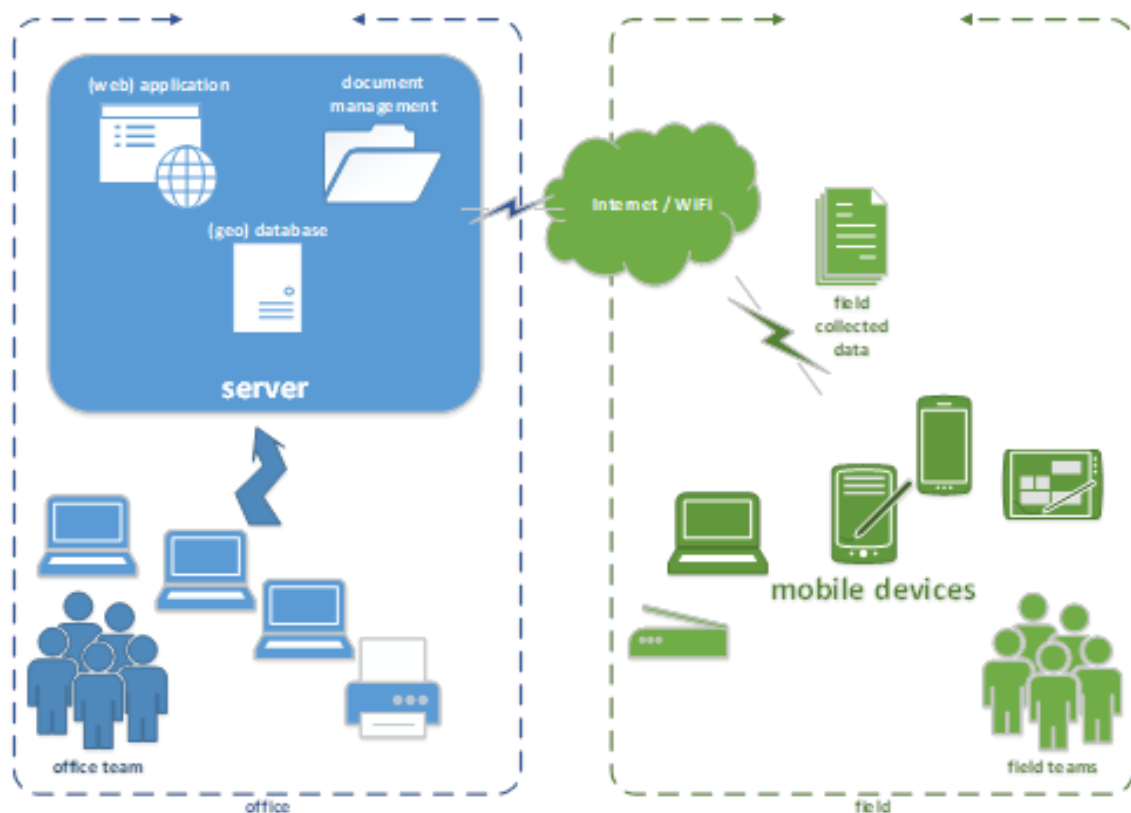 (web) application
document
management
(geo) database
server
Internet / WiFi
field
collected
data
mobile devices
office team
field teams
office
field